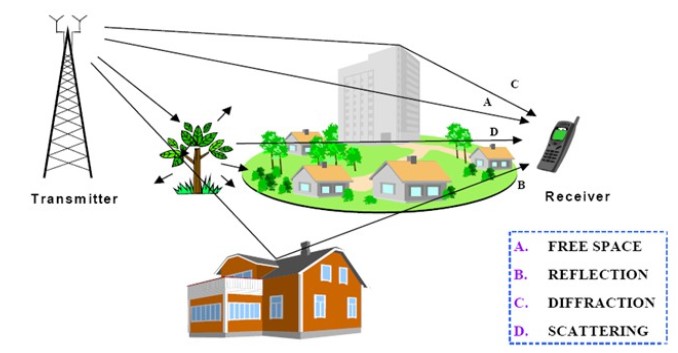 C
A
D
B
Transmitter
Receiver
A. FREE SPACE
B. REFLECTION
C. DIFFRACTION
D. SCATTERING